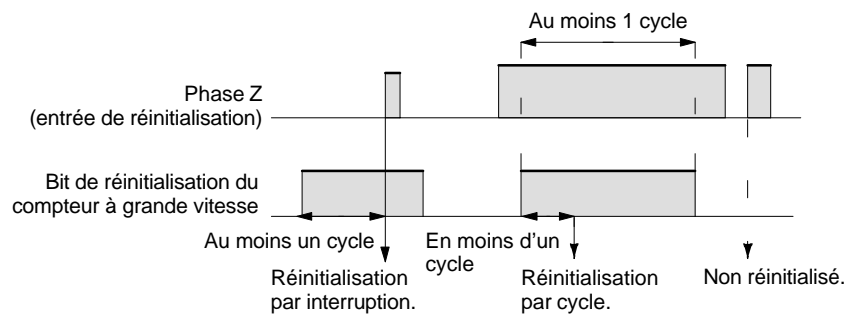 Au moins 1 cycle
Phase Z
(entrée de réinitialisation)
Bit de réinitialisation du
compteur à grande vitesse
Au moins un cycle
En moins d'un
cycle
Réinitialisation
par interruption.
Réinitialisation
par cycle.
Non réinitialisé.